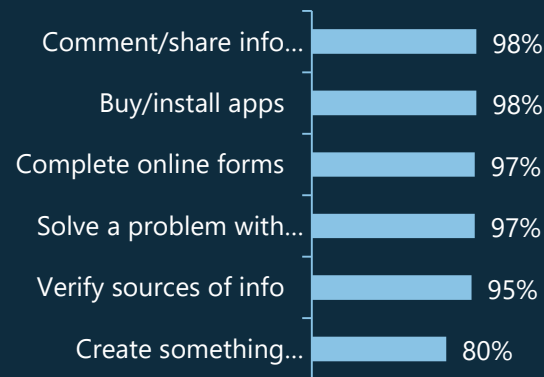 Comment/share info... 98%
Buy/install apps 98%
Complete online forms 97%
Solve a problem with... 97%
Verify sources of info 95%
Create something... 80%